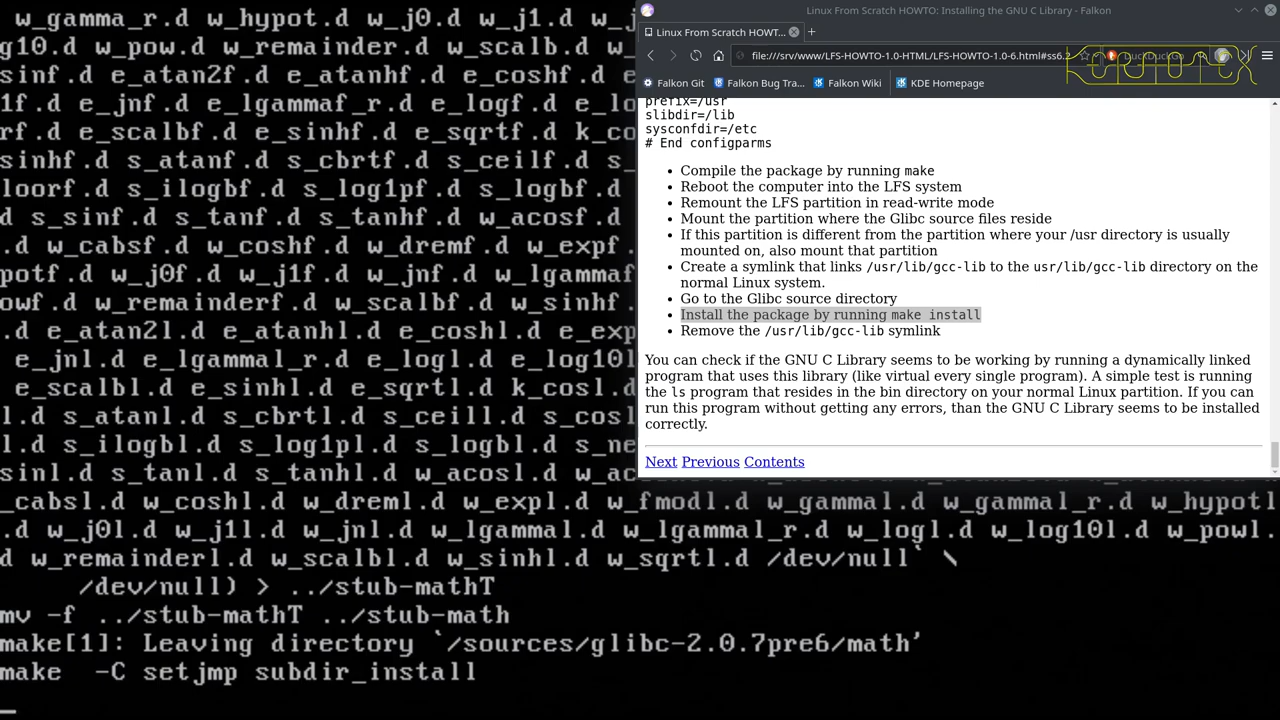 w_gamma_r.d w_hypot.d w_j0.d w_j1.d w_j
g10.d w_pow.d w_remainder.d w_scalb.d w_
sinf.d e_atan2f.d e_atanhf.d e_coshf.d e
1f.d e_jnf.d e_lgammaf_r.d e_logf.d e_lo
rf.d e_scalbf.d e_sinhf.d e_sqrtf.d k_co
sinhf.d s_atanf.d s_cbrtf.d s_ceilf.d s_
loorf.d s_ilogbf.d s_log1pf.d s_logbf.d
d s_sinf.d s_tanf.d s_tanhf.d w_acosf.d
.d w_cabsf.d w_coshf.d w_dremf.d w_expf.
potf.d w_j0f.d w_j1f.d w_jnf.d w_lgammaf
owf.d w_remainderf.d w_scalbf.d w_sinhf.
.d e_atan2l.d e_atanhl.d e_coshl.d e_exp
d e_jnl.d e_lgammal_r.d e_logl.d e_log10
d e_scalbl.d e_sinhl.d e_sqrtl.d k_cosl.
l.d s_atanl.d s_cbrtl.d s_ceill.d s_
.d s_ilogbl.d s_log1pl.d s_logbl.d s_ne
sinl.d s_tanl.d s_tanhl.d w_acosl.d
_cabsl.d w_coshl.d w_dreml.d w_expl.d w_fmodl.d w_gammal.d w_gammal_r.d w_hypotl
.d w_j0l.d w_j1l.d w_jnl.d w_lgammal.d w_lgammal_r.d w_logl.d w_log10l.d w_powl.
d w_remainderl.d w_scalbl.d w_sinhl.d w_sqrtl.d /dev/null` \
/dev/null) > ../stub-mathT
mv -f ../stub-mathT ../stub-math
make[1]: Leaving directory `/sources/glibc-2.0.7pre6/math'
make -C setjmp subdir_install
Linux From Scratch HOWTO: Installing the GNU C Library - Falkon
Linux From Scratch HOWT...
file:///srv/www/LFS-HOWTO-1.0-HTML/LFS-HOWTO-1.0-6.html#ss6.2
DuckDuckGo
Falkon Git Falkon Bug Tra... Falkon Wiki KDE Homepage
prefix=/usr
slibdir=/lib
sysconfdir=/etc
# End configparms
• Compile the package by running make
• Reboot the computer into the LFS system
• Remount the LFS partition in read-write mode
• Mount the partition where the Glibc source files reside
• If this partition is different from the partition where your /usr directory is usually
mounted on, also mount that partition
• Create a symlink that links /usr/lib/gcc-lib to the usr/lib/gcc-lib directory on the
normal Linux system.
• Go to the Glibc source directory
• Install the package by running make install
• Remove the /usr/lib/gcc-lib symlink
You can check if the GNU C Library seems to be working by running a dynamically linked
program that uses this library (like virtual every single program). A simple test is running
the ls program that resides in the bin directory on your normal Linux partition. If you can
run this program without getting any errors, than the GNU C Library seems to be installed
correctly.
Next Previous Contents